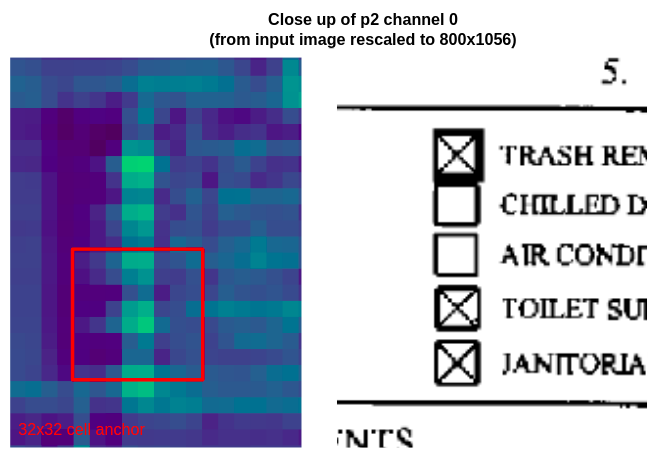 Close up of p2 channel 0
(from input image rescaled to 800x1056)
5.
TRASH REM
CHILLED D
AIR CONDI
TOILET SU
JANITORIA
ENTS
32x32 cell anchor